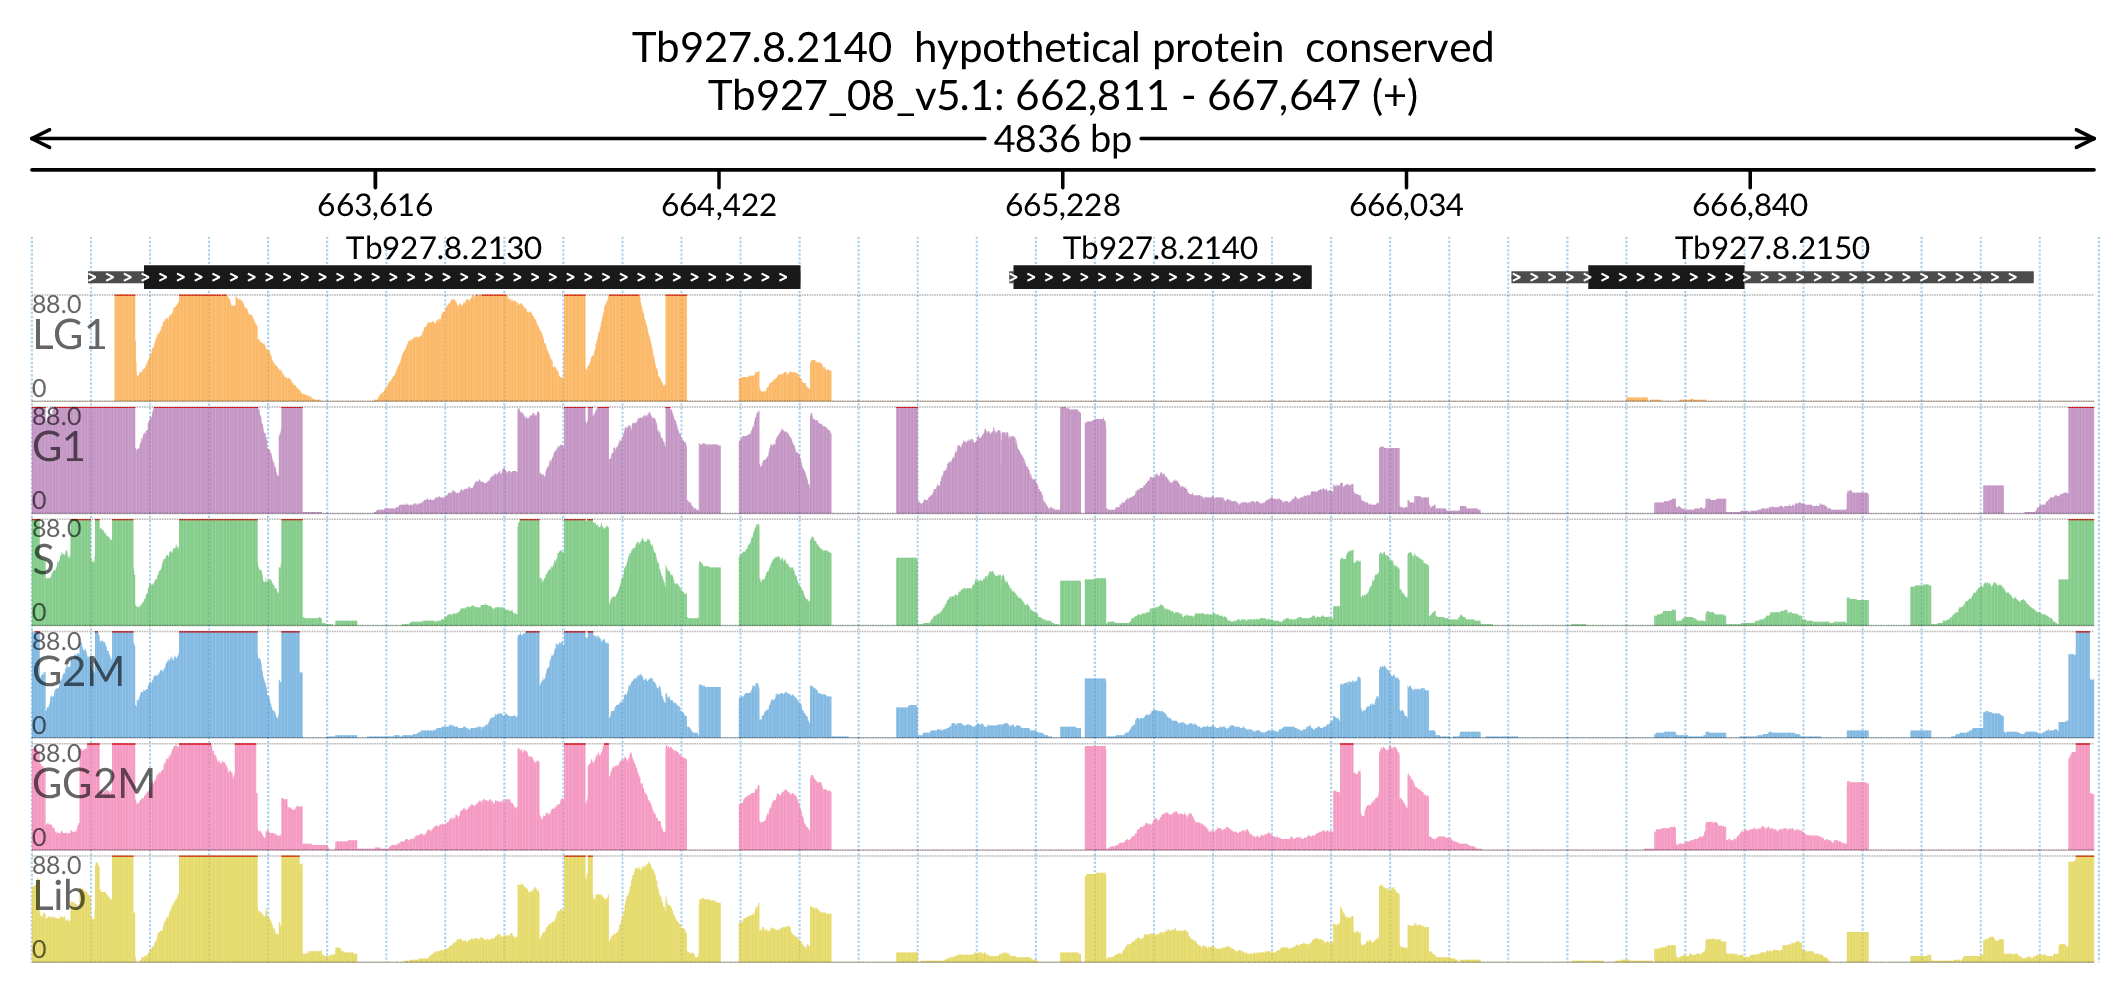 Tb927.8.2140 hypothetical protein conserved
Tb927_08_v5.1: 662,811 - 667,647 (+)
4836 bp
663,616 664,422 665,228 666,034 666,840
Tb927.8.2130 Tb927.8.2140 Tb927.8.2150
88.0
LG1
0
88.0
G1
0
88.0
S
0
88.0
G2M
0
88.0
GG2M
0
88.0
Lib
0